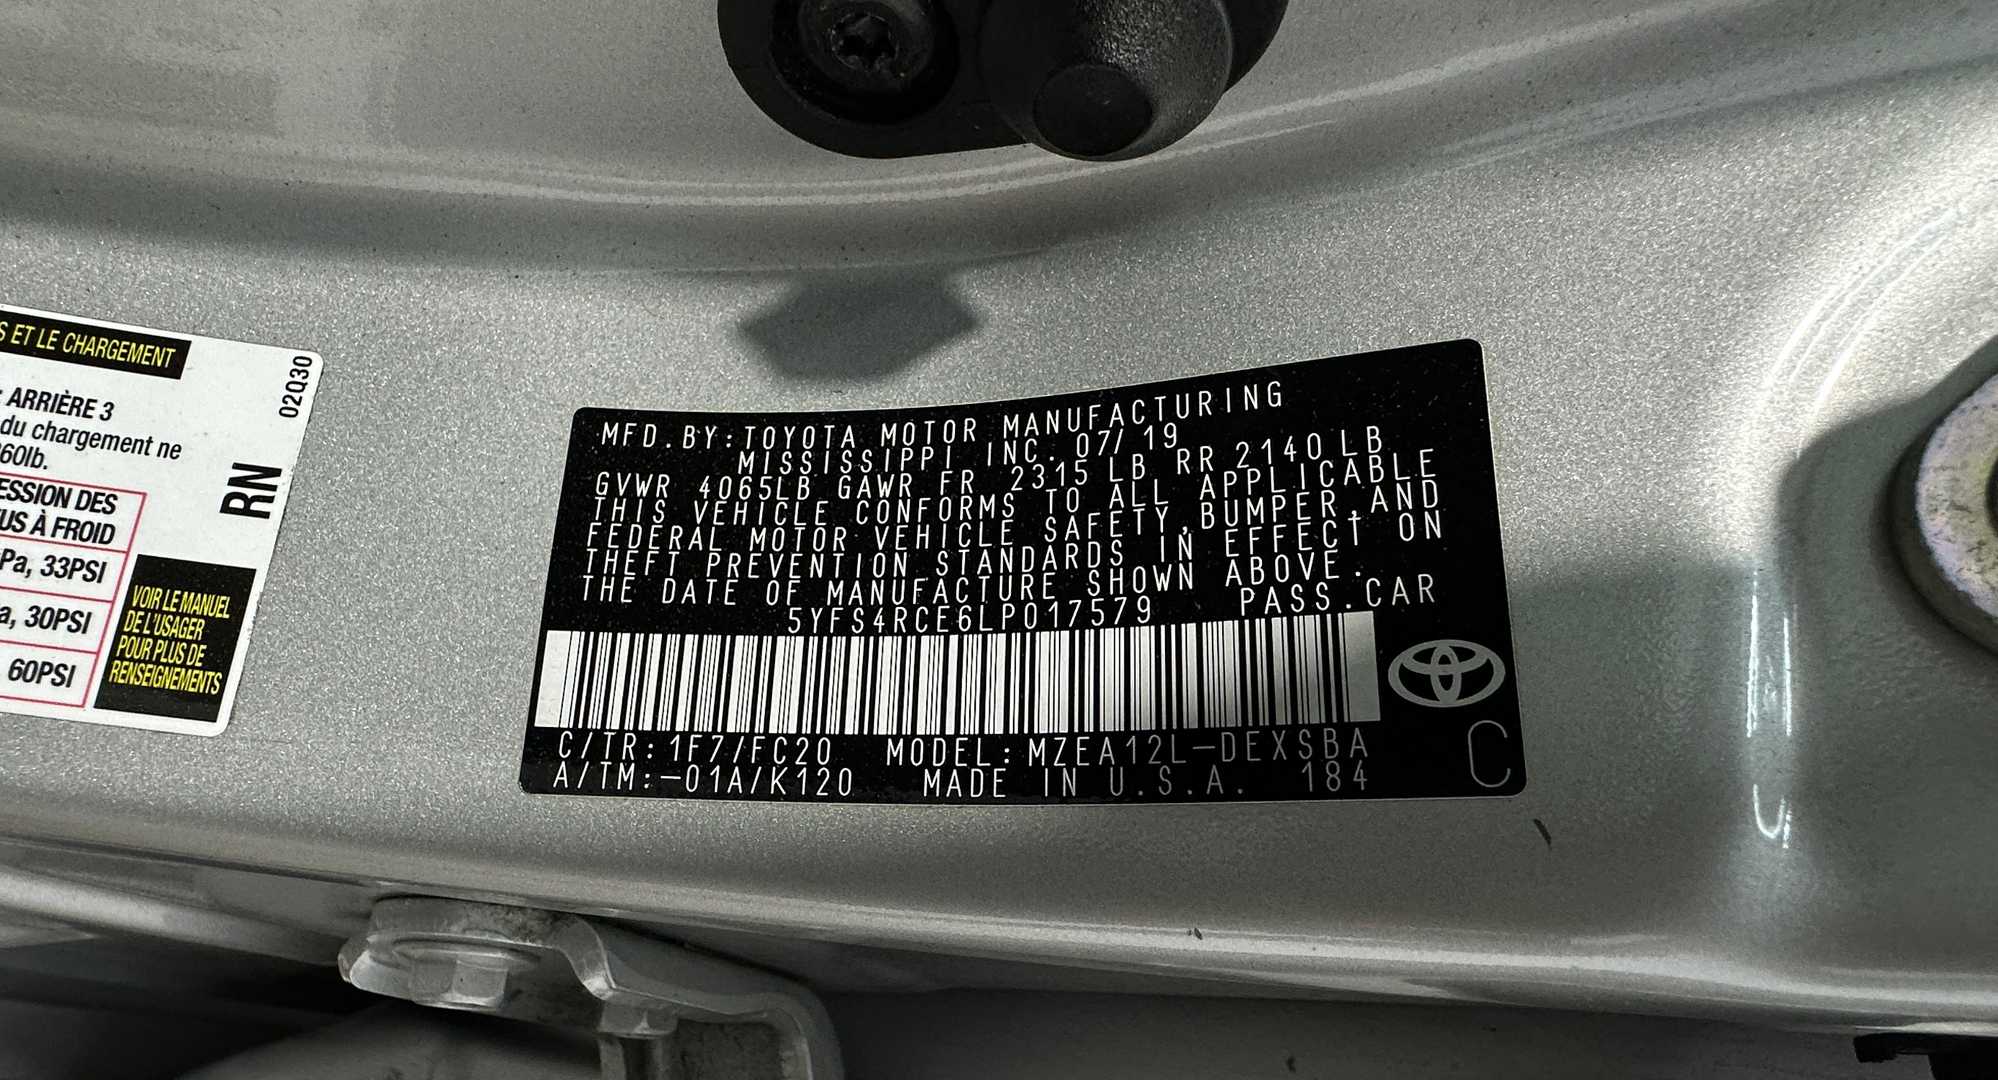 S ET LE CHARGEMENT
02Q30
: ARRIÈRE 3
du chargement ne
60lb.
RN
ESSION DES
US À FROID
Pa, 33PSI
a, 30PSI
60PSI
VOIR LE MANUEL
DE L'USAGER
POUR PLUS DE
RENSEIGNEMENTS
MFD.BY:TOYOTA MOTOR MANUFACTURING
MISSISSIPPI INC. 07/19
GVWR 4065LB GAWR FR 2315 LB RR 2140LB
THIS VEHICLE CONFORMS TO ALL APPLICABLE
FEDERAL MOTOR VEHICLE SAFETY,BUMPER,AND
THEFT PREVENTION STANDARDS IN EFFECT ON
THE DATE OF MANUFACTURE SHOWN ABOVE.
5YFS4RCE6LP017579 PASS.CAR
C/TR:1F7/FC20 MODEL:MZEA12L-DEXSBA
A/TM:-01A/K120 MADE IN U.S.A. 184
C